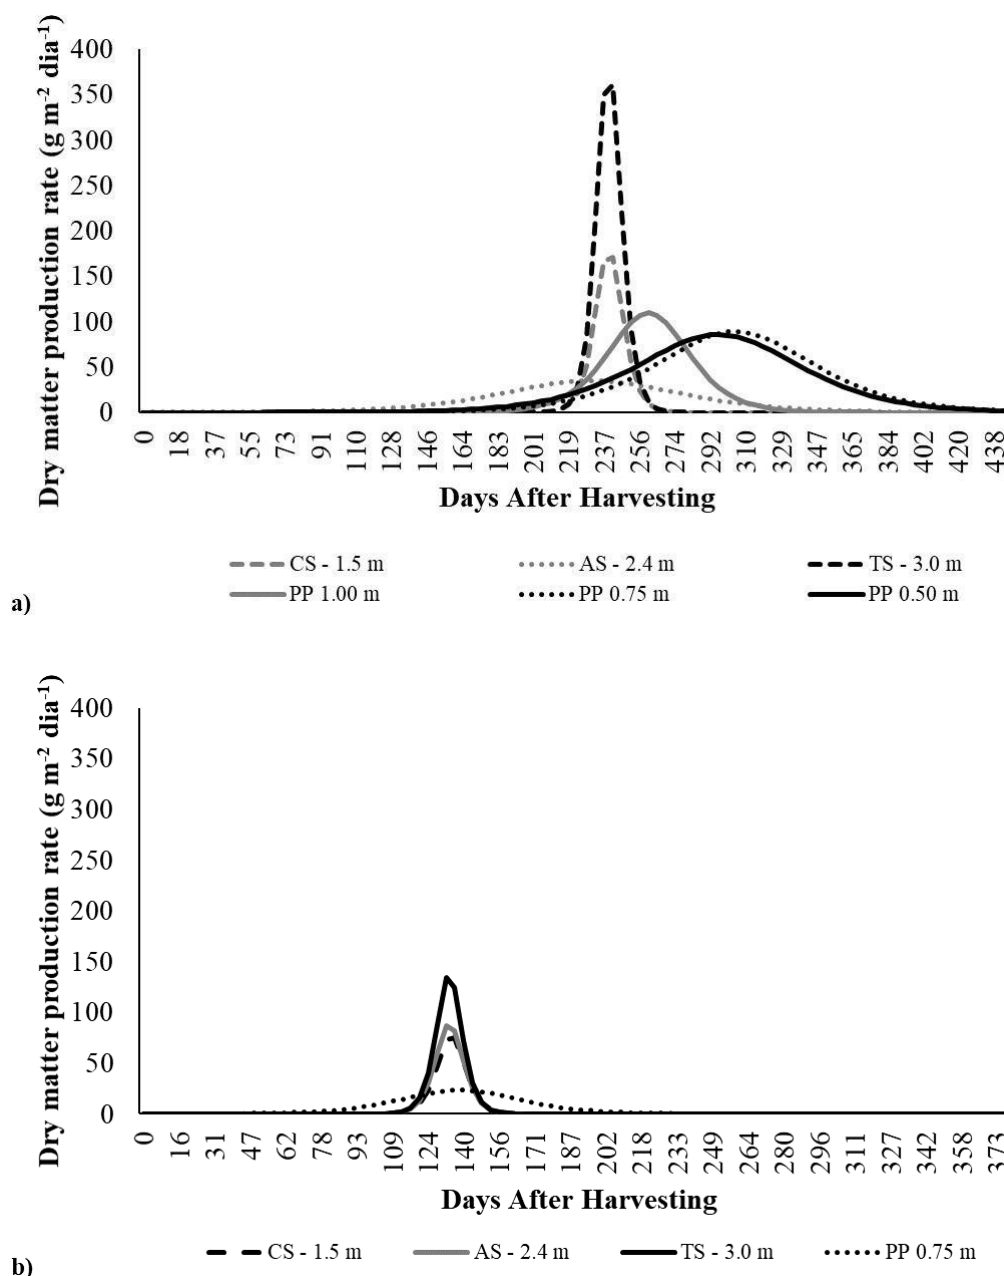 Dry matter production rate (g m-2 dia-1)
400
350
300
250
200
150
100
50
0
0 18 37 55 73 91 110 128 146 164 183 201 219 237 256 274 292 310 329 347 365 383 402 420 438
Days After Harvesting
CS - 1.5 m AS - 2.4 m TS - 3.0 m
PP 1.00 m PP 0.75 m PP 0.50 m
a)
Dry matter production rate (g m-2 dia-1)
400
350
300
250
200
150
100
50
0
0 16 31 47 62 78 93 109 124 140 156 171 187 202 218 233 249 264 280 296 311 327 342 358 373
Days After Harvesting
CS - 1.5 m AS - 2.4 m TS - 3.0 m PP 0.75 m
b)